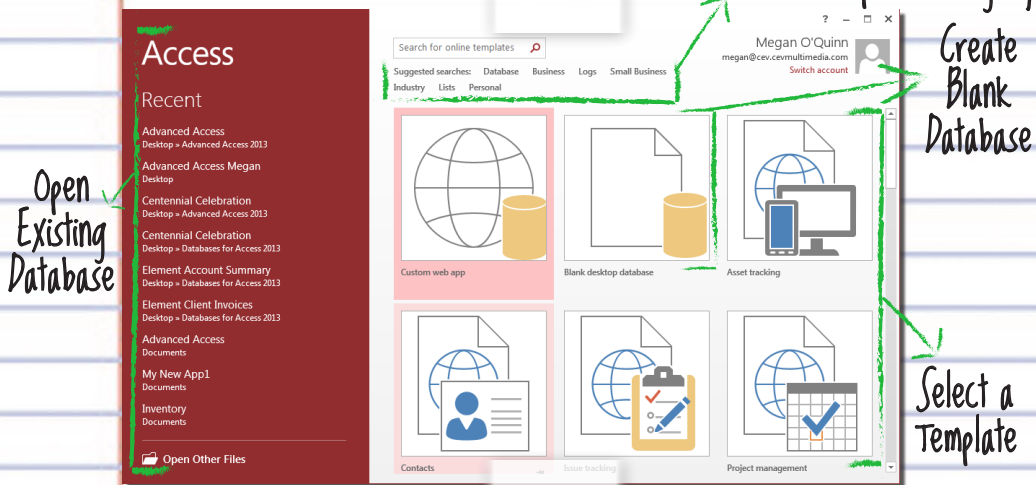 ?
Access
Search for online templates
Megan O'Quinn
megan@cev.cevmultimedia.com
Switch account
Suggested searches: Database Business Logs Small Business
Industry Lists Personal
Create
Blank
Database
Recent
Advanced Access
Desktop » Advanced Access 2013
Advanced Access Megan
Desktop
Centennial Celebration
Desktop » Advanced Access 2013
Centennial Celebration
Desktop » Databases for Access 2013
Element Account Summary
Desktop » Databases for Access 2013
Element Client Invoices
Desktop » Databases for Access 2013
Advanced Access
Documents
My New App1
Documents
Inventory
Documents
Open Other Files
Open
Existing
Database
Custom web app
Blank desktop database
Asset tracking
Contacts
Issue tracking
Project management
Select a
Template